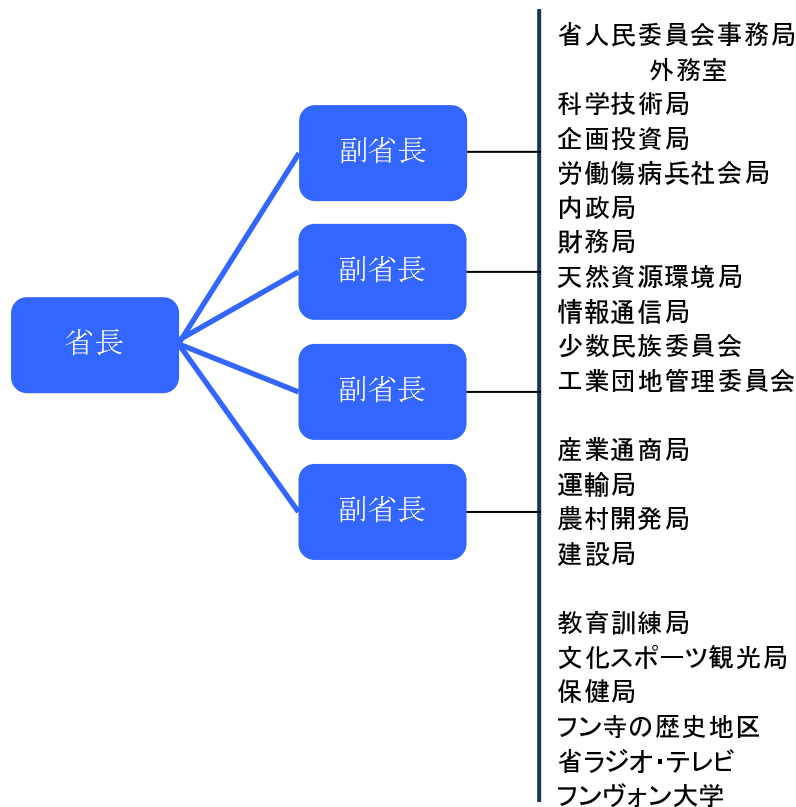 省長
副省長
副省長
副省長
副省長
省人民委員会事務局
外務室
科学技術局
企画投資局
労働傷病兵社会局
内政局
財務局
天然資源環境局
情報通信局
少数民族委員会
工業団地管理委員会
産業通商局
運輸局
農村開発局
建設局
教育訓練局
文化スポーツ観光局
保健局
フン寺の歴史地区
省ラジオ・テレビ
フンヴォン大学